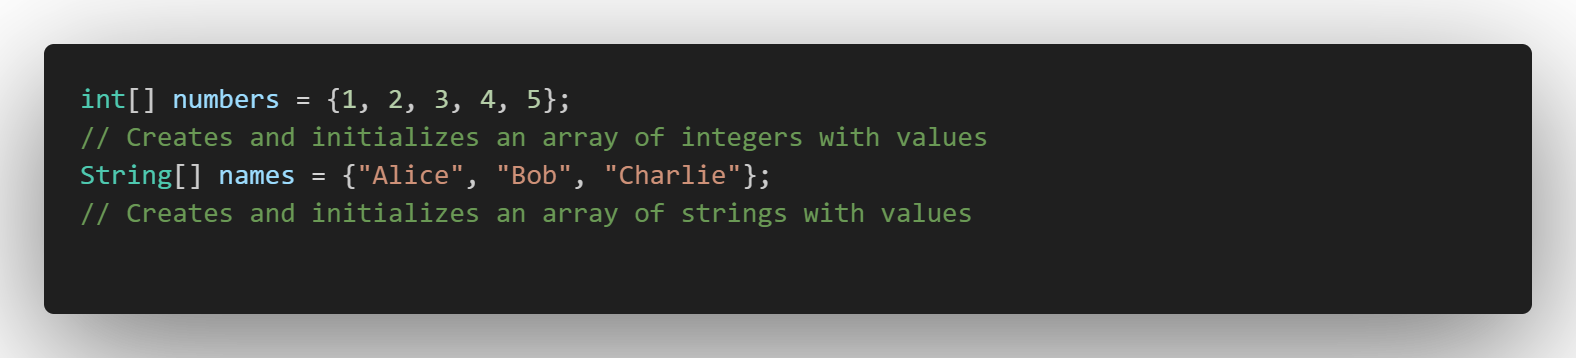 int[] numbers = {1, 2, 3, 4, 5};
// Creates and initializes an array of integers with values
String[] names = {"Alice", "Bob", "Charlie"};
// Creates and initializes an array of strings with values